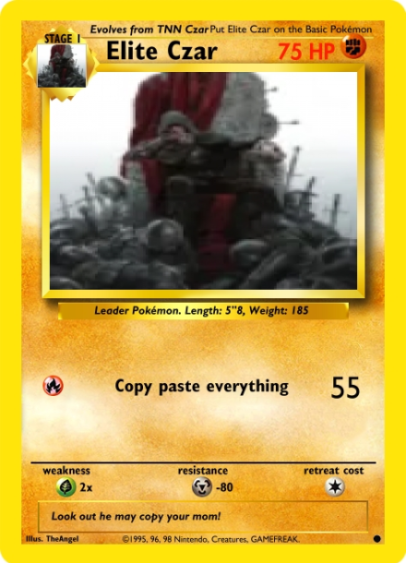 Evolves from TNN Czar Put Elite Czar on the Basic Pokémon
STAGE 1
Elite Czar 75 HP
Leader Pokémon. Length: 5"8, Weight: 185
Copy paste everything 55
weakness resistance retreat cost
2x -80
Look out he may copy your mom!
Illus. TheAngel ©1995, 96, 98 Nintendo. Creatures, GAMEFREAK.